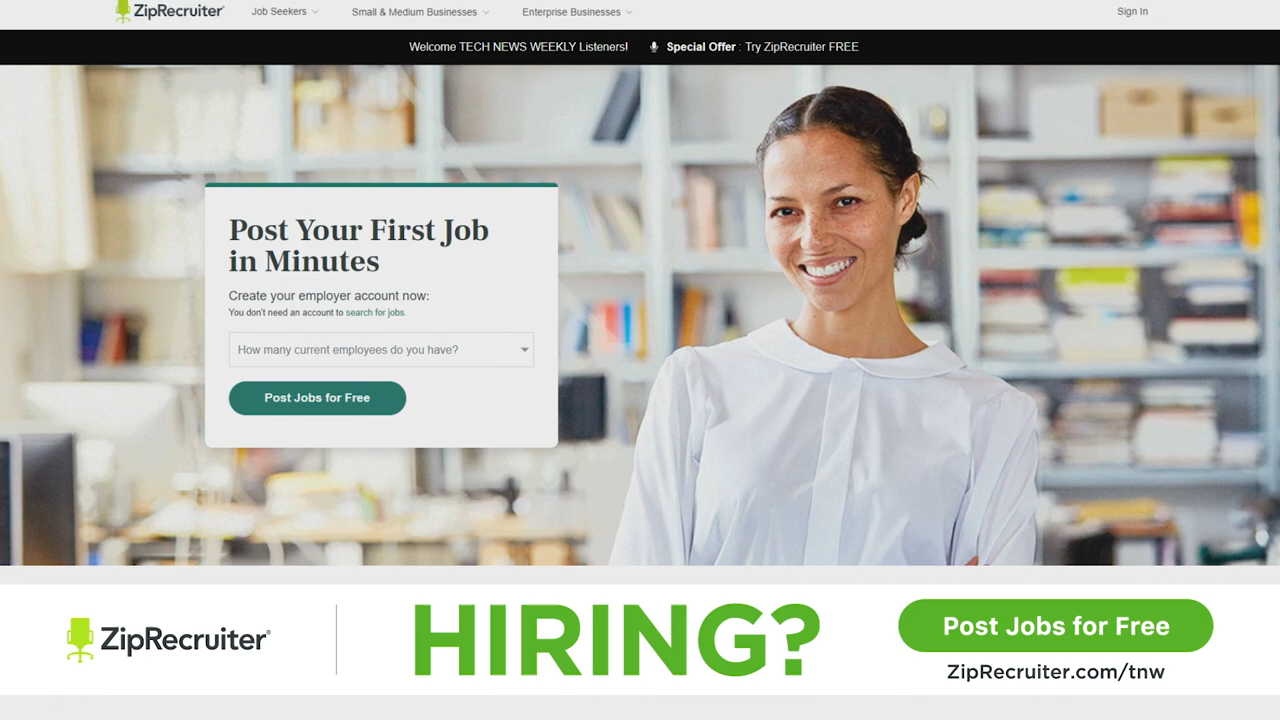 ZipRecruiter
Job Seekers
Small & Medium Businesses
Enterprise Businesses
Sign In
Welcome TECH NEWS WEEKLY Listeners!
Special Offer : Try ZipRecruiter FREE
Post Your First Job
in Minutes
Create your employer account now:
You don't need an account to search for jobs.
How many current employees do you have?
Post Jobs for Free
ZipRecruiter®
HIRING?
Post Jobs for Free
ZipRecruiter.com/tnw